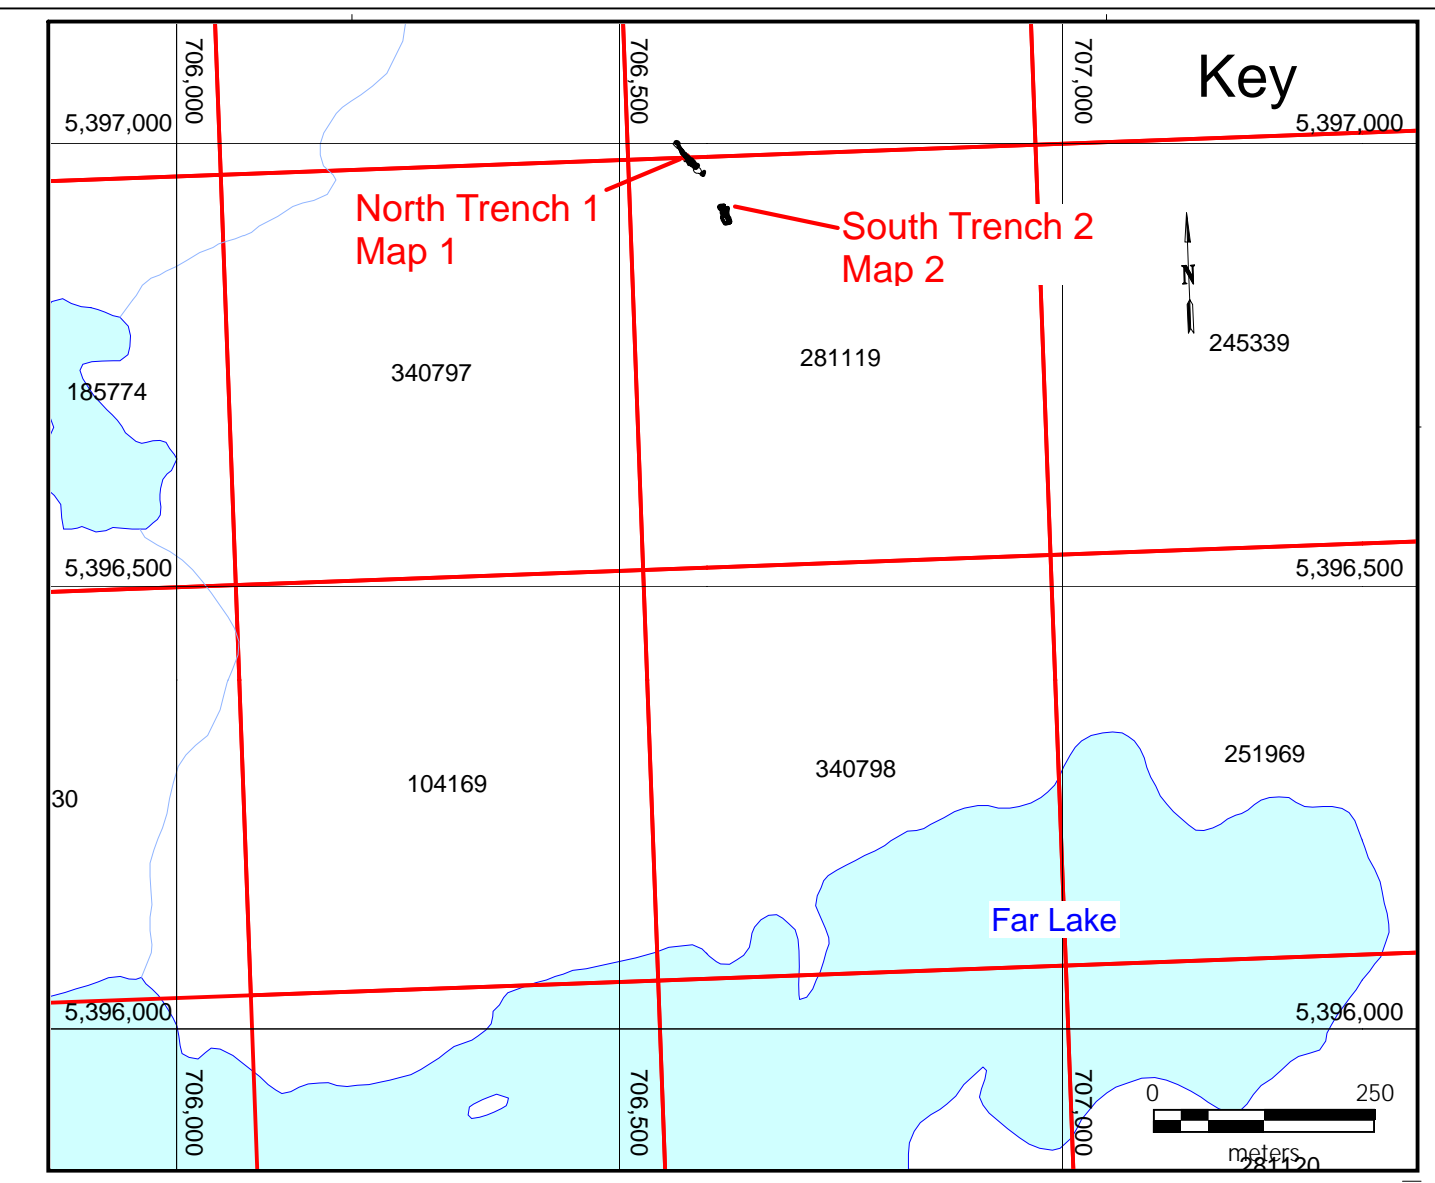 706,000
706,500
707,000
Key
5,397,000
5,397,000
North Trench 1
Map 1
South Trench 2
Map 2
N
245339
281119
340797
185774
5,396,500
5,396,500
251969
340798
104169
30
Far Lake
5,396,000
5,396,000
706,000
706,500
707,000
0 250
meters
281120